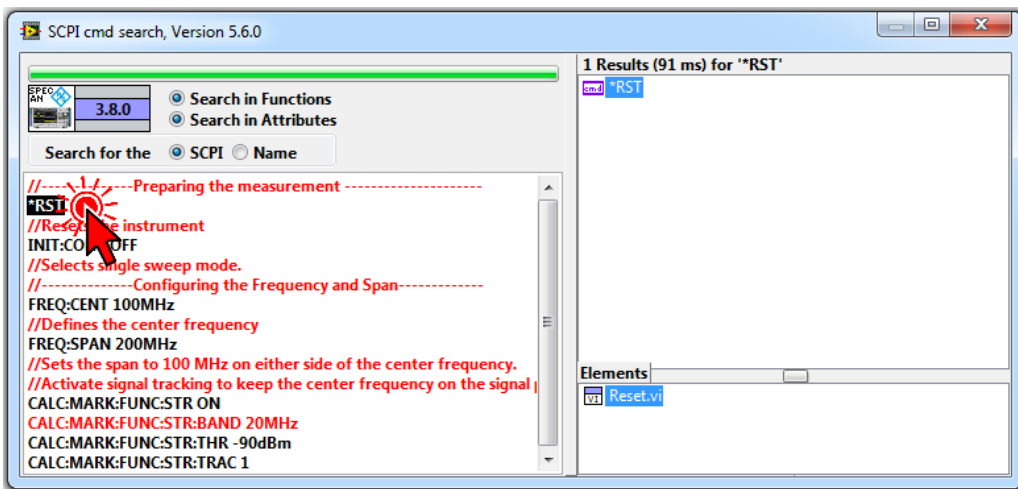 SCPI cmd search, Version 5.6.0
1 Results (91 ms) for '*RST'
cmd *RST
SPEC
AN
3.8.0
Search in Functions
Search in Attributes
Search for the SCPI Name
//--------------Preparing the measurement ---------------------
*RST
//Resets the instrument
INIT:CO OFF
//Selects single sweep mode.
//--------------Configuring the Frequency and Span-------------
FREQ:CENT 100MHz
//Defines the center frequency
FREQ:SPAN 200MHz
//Sets the span to 100 MHz on either side of the center frequency.
//Activate signal tracking to keep the center frequency on the signal
CALC:MARK:FUNC:STR ON
CALC:MARK:FUNC:STR:BAND 20MHz
CALC:MARK:FUNC:STR:THR -90dBm
CALC:MARK:FUNC:STR:TRAC 1
Elements
VI Reset.vi